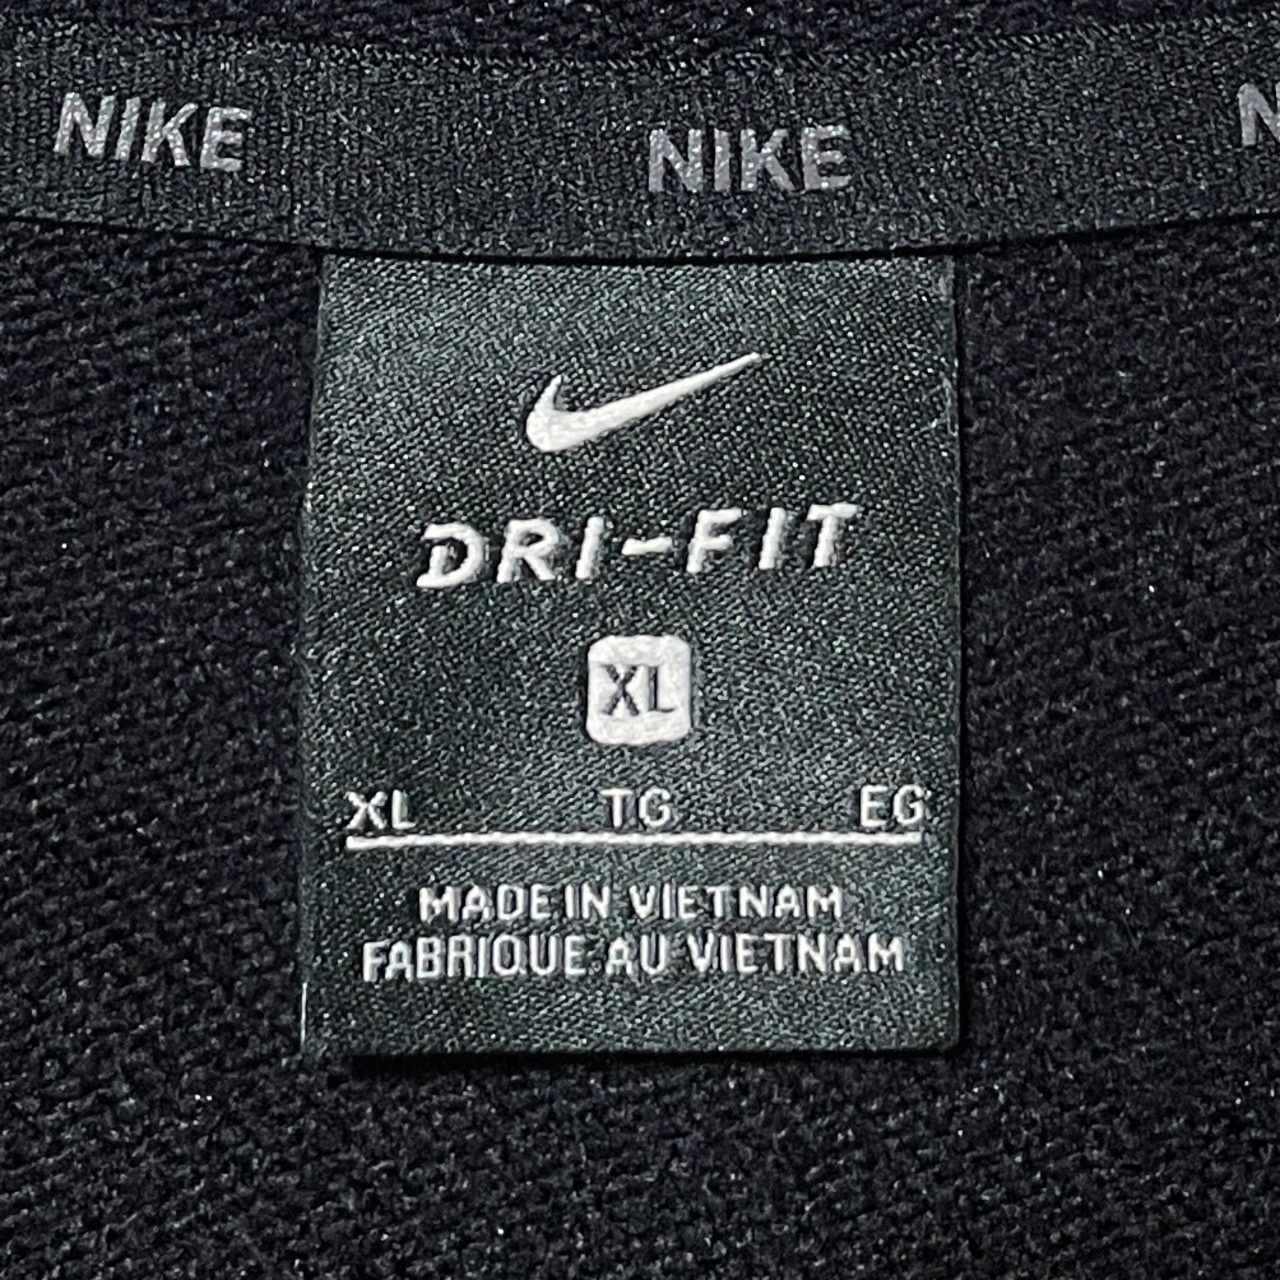 NIKE NIKE N
DRI-FIT
XL
XL TG EG
MADE IN VIETNAM
FABRIQUE AU VIETNAM